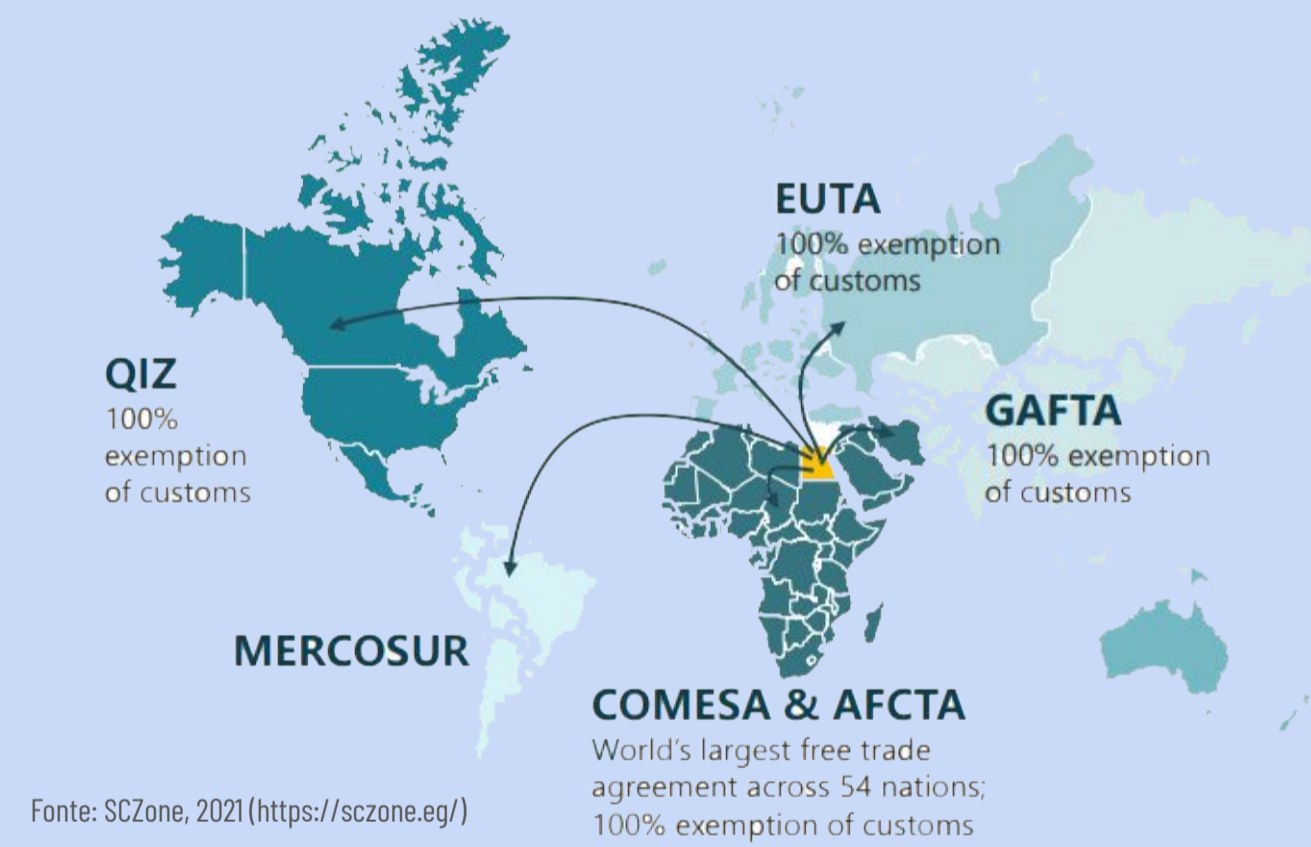 EUTA
100% exemption
of customs
QIZ
100%
exemption
of customs
GAFTA
100% exemption
of customs
MERCOSUR
COMESA & AFCTA
World's largest free trade
agreement across 54 nations;
100% exemption of customs
Fonte: SCZone, 2021 (https://sczone.eg/)